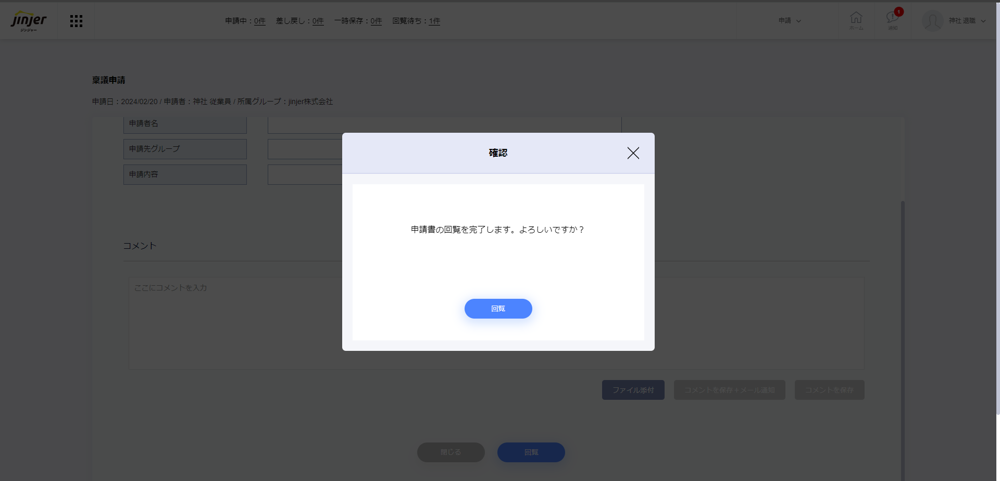 jinjer
ジンジャー
申請中：0件 差し戻し：0件 一時保存：0件 回覧待ち：1件
申請
ホーム
1
通知
神社 退職
稟議申請
申請日：2024/02/20 / 申請者：神社 従業員 / 所属グループ：jinjer株式会社
申請者名
申請先グループ
申請内容
確認
申請書の回覧を完了します。よろしいですか？
回覧
コメント
ここにコメントを入力
ファイル添付 コメントを保存＋メール通知 コメントを保存
閉じる 回覧